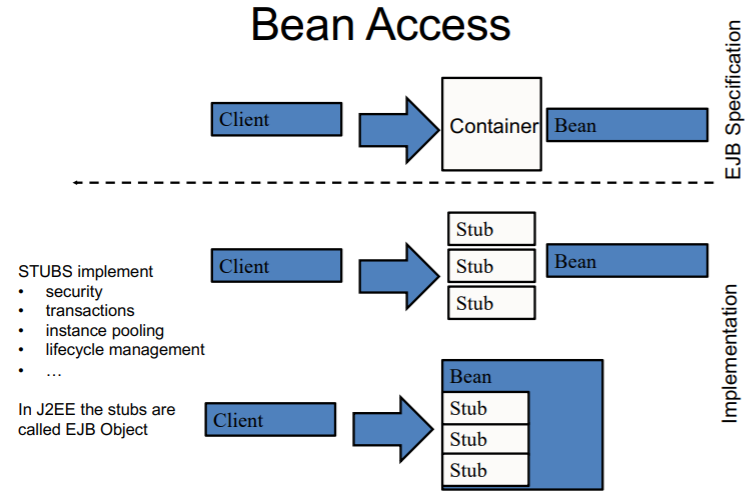 Bean Access
EJB Specification
Client
Container
Bean
Stub
Client
Stub
Bean
Stub
STUBS implement
• security
• transactions
• instance pooling
• lifecycle management
• …
In J2EE the stubs are
called EJB Object
Implementation
Bean
Client
Stub
Stub
Stub